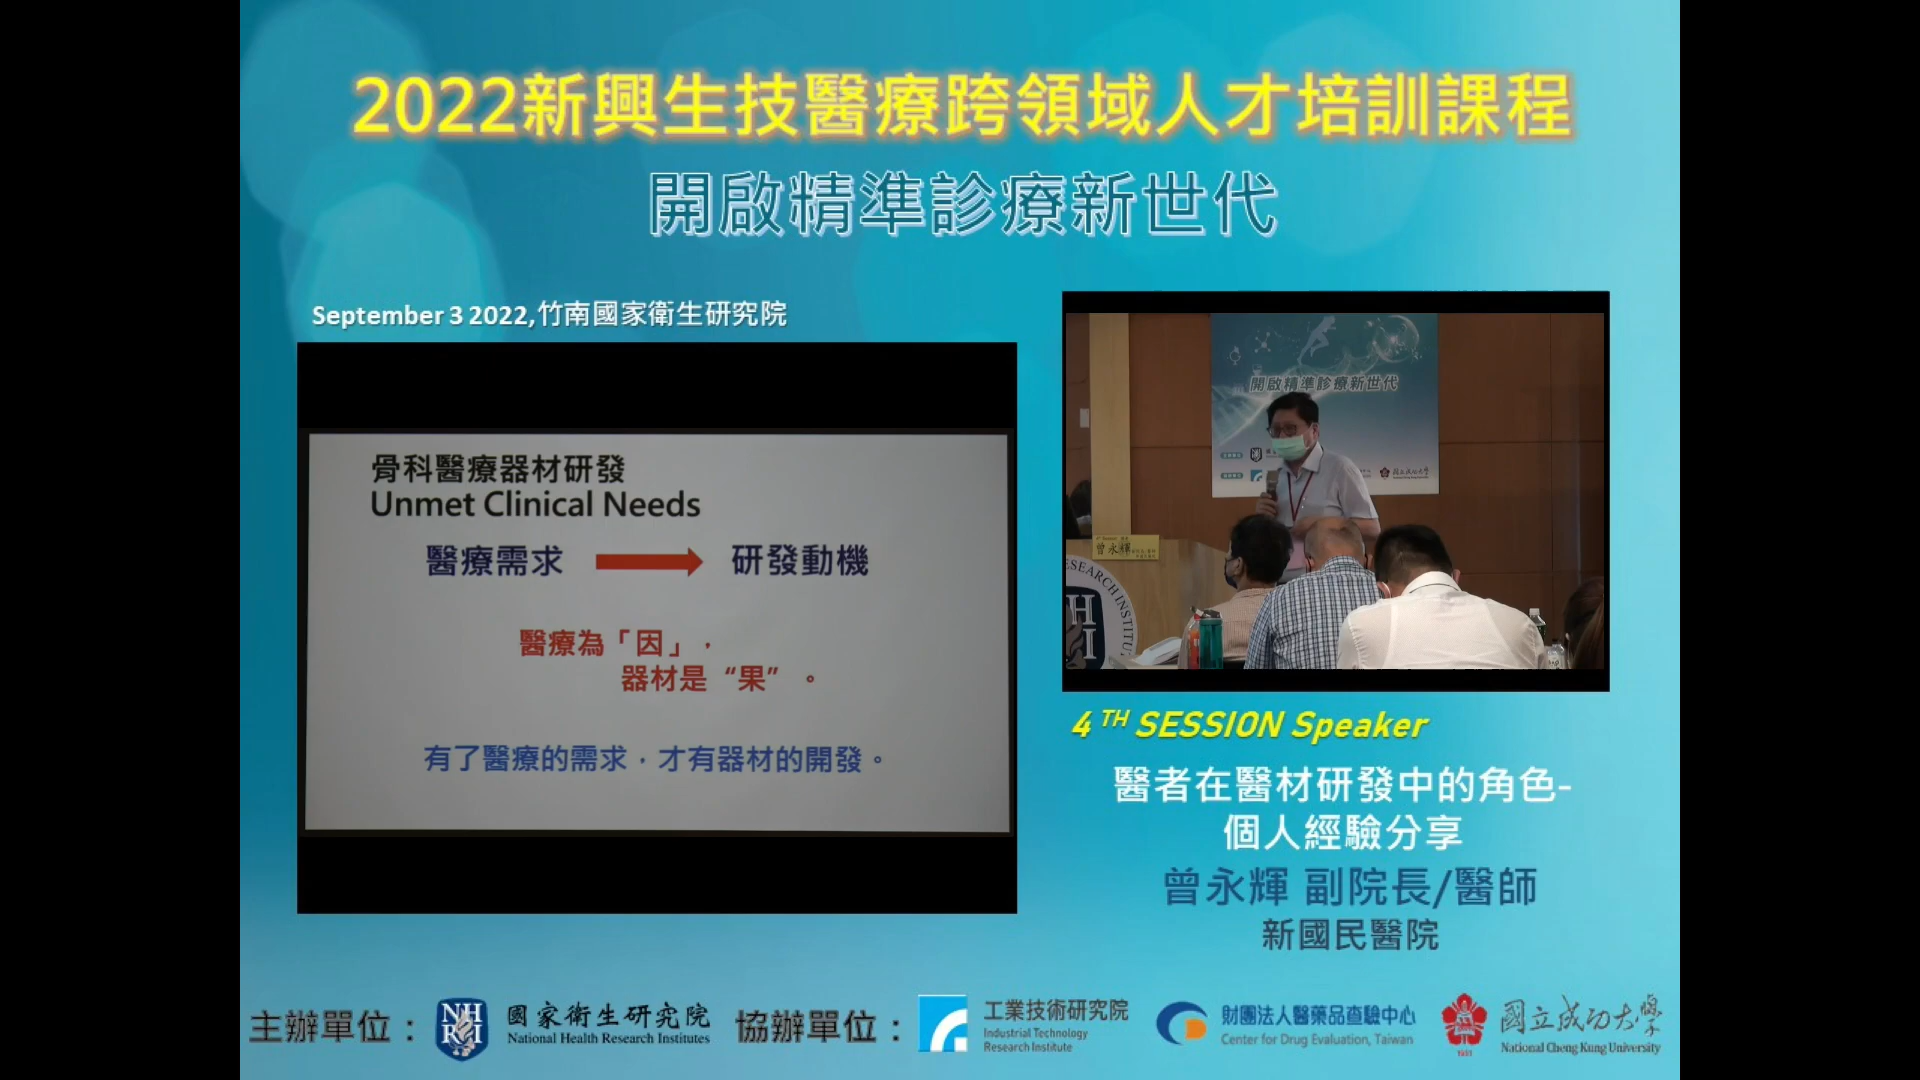 2022新興生技醫療跨領域人才培訓課程
開啟精準診療新世代
September 3 2022,竹南國家衛生研究院
骨科醫療器材研發
Unmet Clinical Needs
醫療需求 研發動機
醫療為「因」,
器材是“果”。
有了醫療的需求,才有器材的開發。
開啟精準診療新世代
曾永輝
ESEARCH INSTITU
4TH SESSION Speaker
醫者在醫材研發中的角色-
個人經驗分享
曾永輝 副院長/醫師
新國民醫院
主辦單位:
NHRI
國家衛生研究院
National Health Research Institutes
協辦單位:
工業技術研究院
Industrial Technology
Research Institute
財團法人醫藥品查驗中心
Center for Drug Evaluation, Taiwan
1931
國立成功大學
National Cheng Kung University